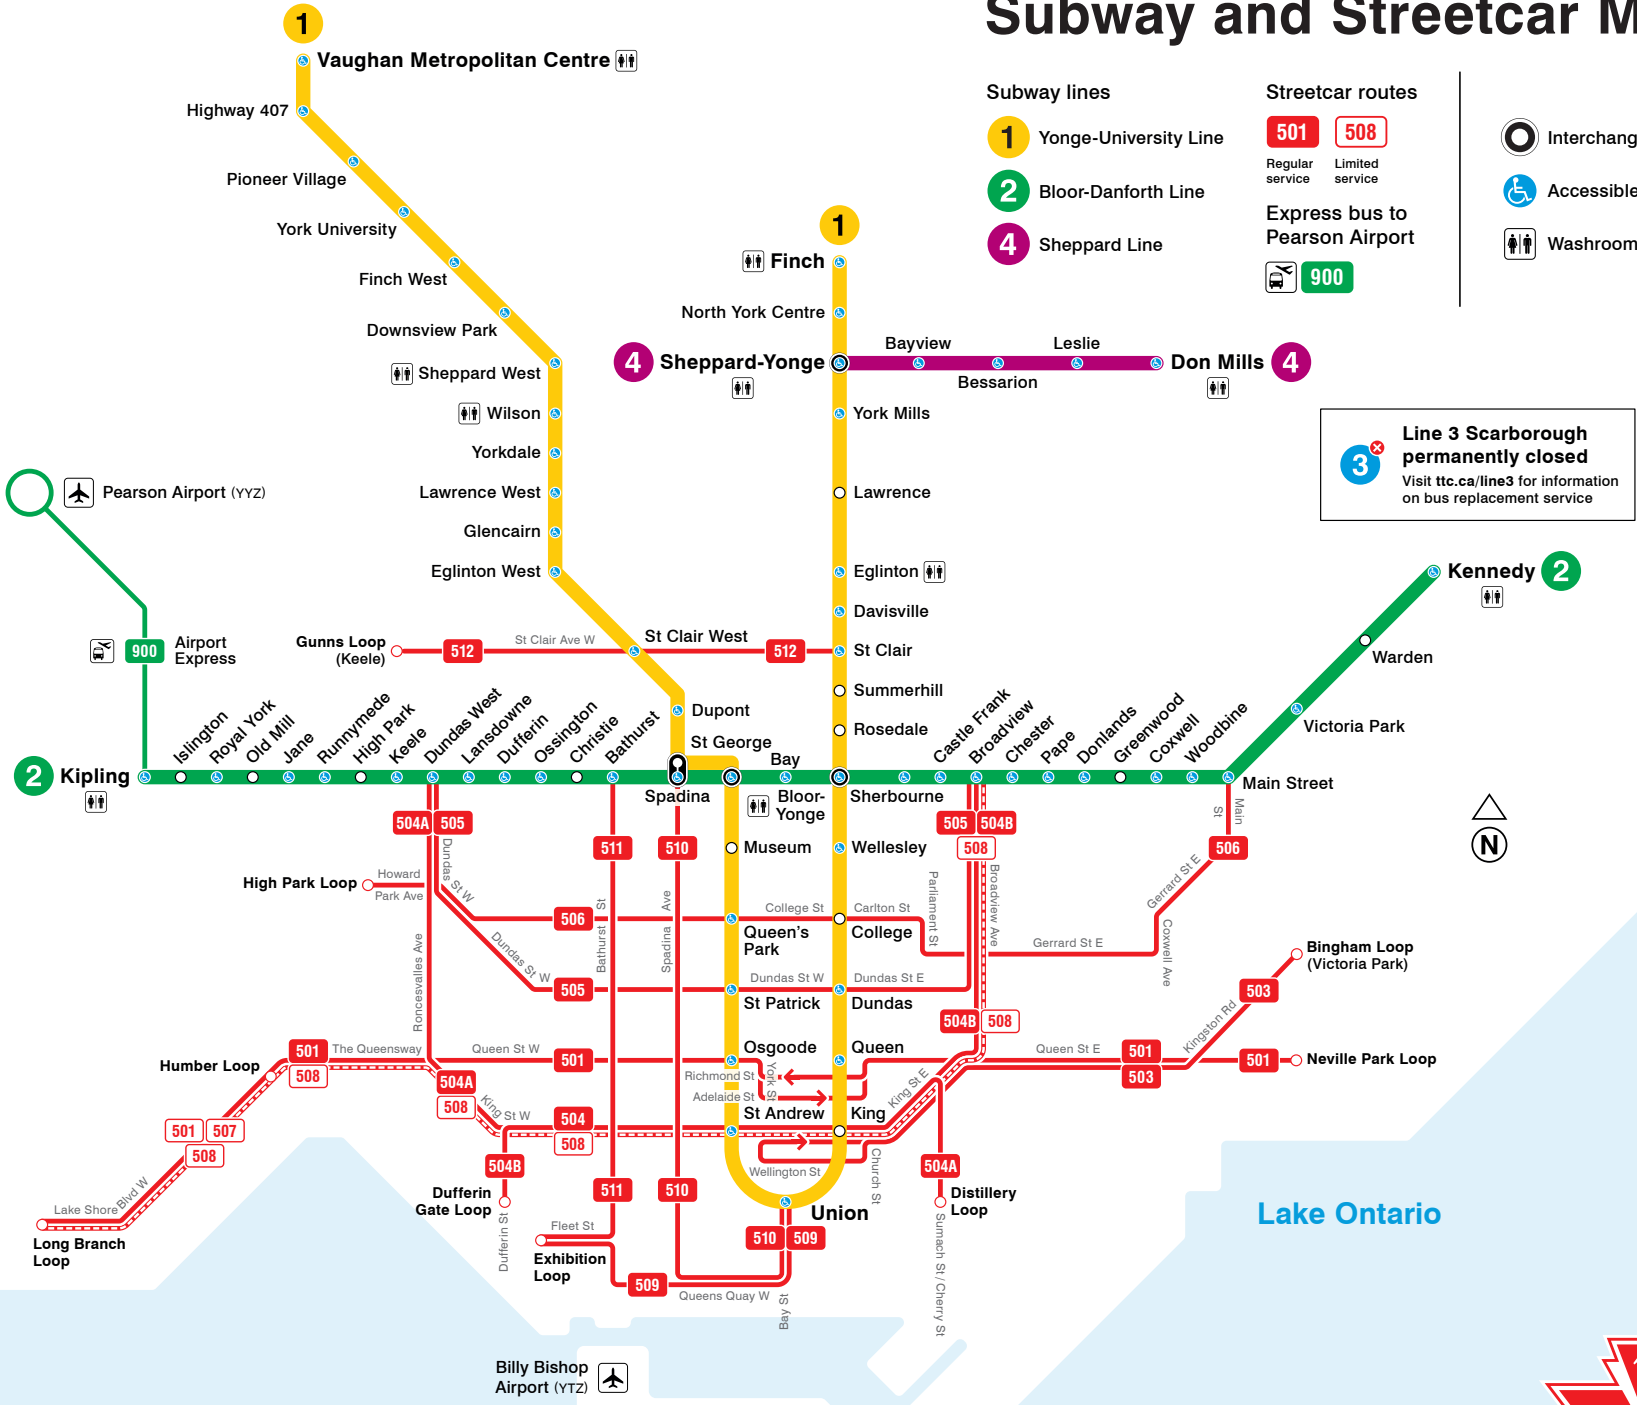 Subway and Streetcar M
1
Vaughan Metropolitan Centre
Highway 407
Pioneer Village
York University
Finch West
Downsview Park
Sheppard West
Wilson
Yorkdale
Lawrence West
Glencairn
Eglinton West
Subway lines
1 Yonge-University Line
2 Bloor-Danforth Line
4 Sheppard Line
Streetcar routes
501 508
Regular
service
Limited
service
Express bus to
Pearson Airport
900
Interchang
Accessible
Washroom
1
Finch
North York Centre
4 Sheppard-Yonge
Bayview
Bessarion
Leslie
Don Mills 4
York Mills
Lawrence
Eglinton
Davisville
St Clair
Summerhill
Rosedale
3
Line 3 Scarborough
permanently closed
Visit ttc.ca/line3 for information
on bus replacement service
Pearson Airport (YYZ)
900
Airport
Express
Gunns Loop
(Keele)
512
St Clair Ave W
St Clair West
512
Dupont
St George
Kennedy 2
Warden
Victoria Park
Main Street
2 Kipling
Islington
Royal York
Old Mill
Jane
Runnymede
High Park
Keele
Dundas West
Lansdowne
Dufferin
Ossington
Christie
Bathurst
Spadina
Bay
Bloor-
Yonge
Sherbourne
Castle Frank
Broadview
Chester
Pape
Donlands
Greenwood
Coxwell
Woodbine
504A 505
511
510
Museum
Wellesley
505 504B
508
Main
St
506
N
High Park Loop
Howard
Park Ave
Dundas St W
506
Bathurst St
Spadina Ave
College St
Carlton St
Queen's
Park
College
Parliament St
Broadview Ave
Gerrard St E
Gerrard St E
Coxwell Ave
Roncesvalles Ave
Dundas St W
505
Dundas St W
Dundas St E
St Patrick
Dundas
504B 508
Bingham Loop
(Victoria Park)
503
Kingston Rd
Humber Loop
501
508
The Queensway
Queen St W
501
Osgoode
Queen
Richmond St
Adelaide St
York St
Queen St E
501
503
501
Neville Park Loop
504A
508
King St W
504
508
St Andrew
King
King St E
Wellington St
Church St
501 507
508
Lake Shore Blvd W
Long Branch
Loop
504B
Dufferin
Gate Loop
Dufferin St
511
510
Fleet St
Exhibition
Loop
509
Queens Quay W
Union
510 509
Bay St
504A
Distillery
Loop
Sumach St / Cherry St
Lake Ontario
Billy Bishop
Airport (YTZ)